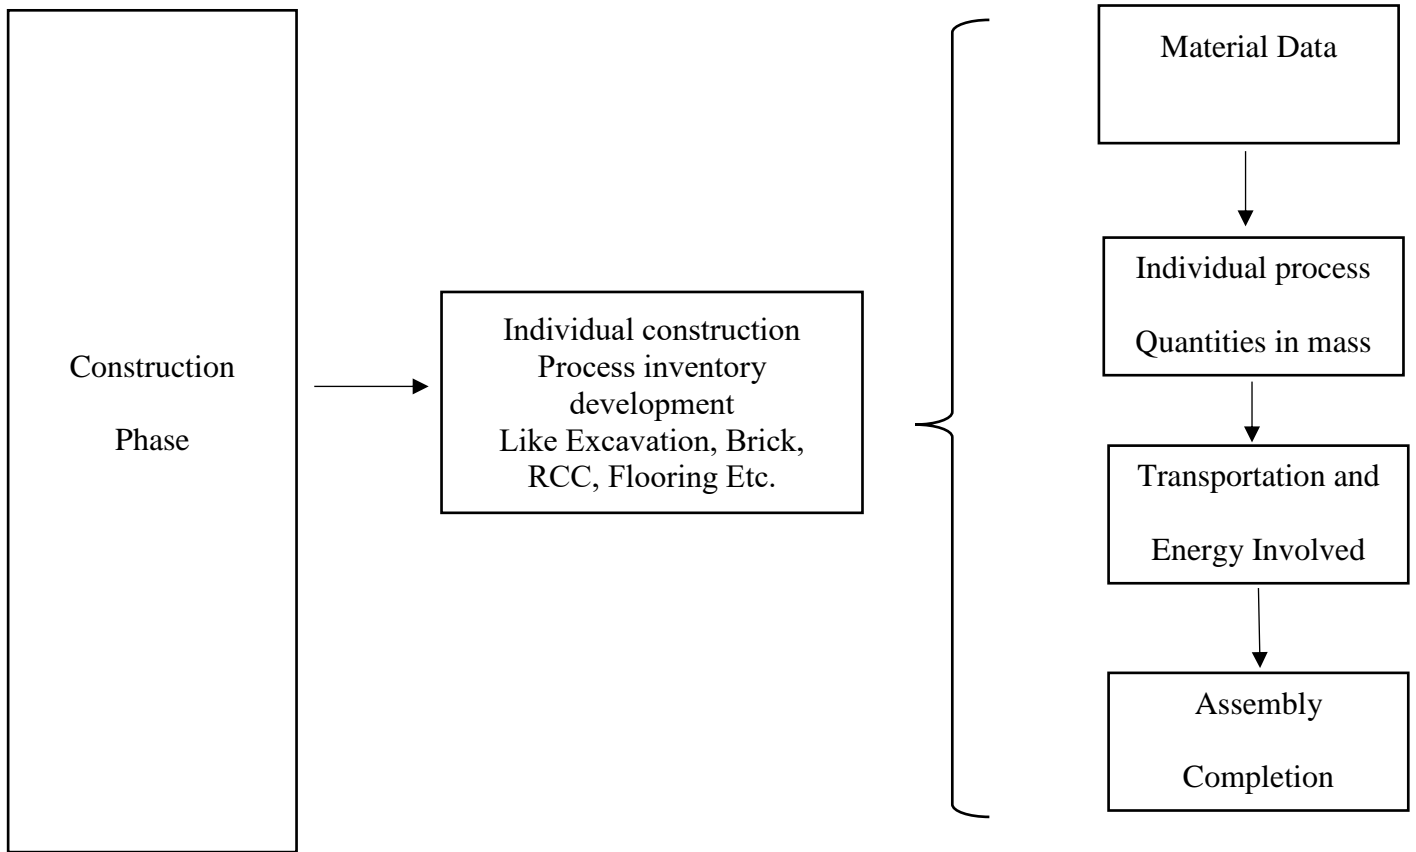 Construction
Phase
Individual construction
Process inventory
development
Like Excavation, Brick,
RCC, Flooring Etc.
Material Data
Individual process
Quantities in mass
Transportation and
Energy Involved
Assembly
Completion